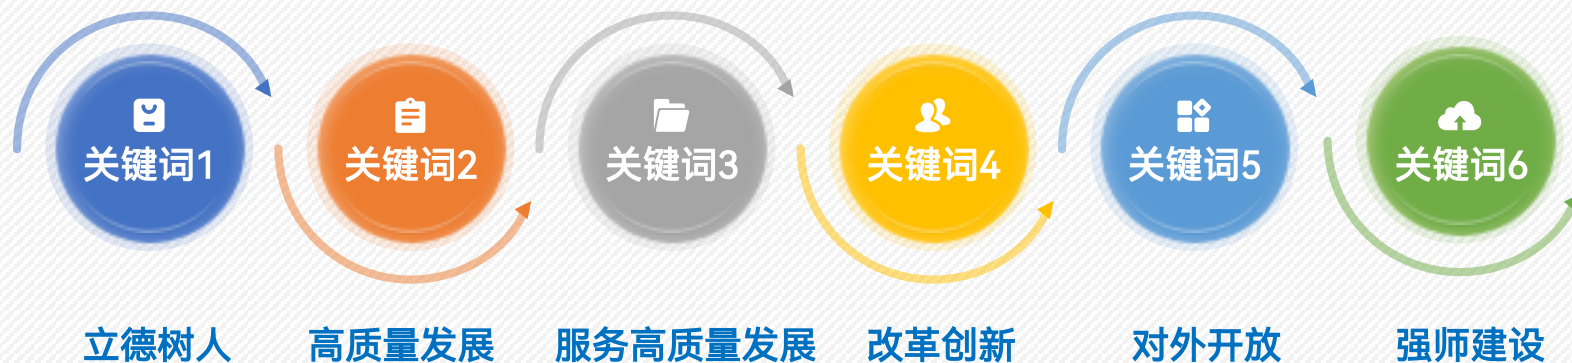 关键词1
关键词2
关键词3
关键词4
关键词5
关键词6
立德树人
高质量发展
服务高质量发展
改革创新
对外开放
强师建设